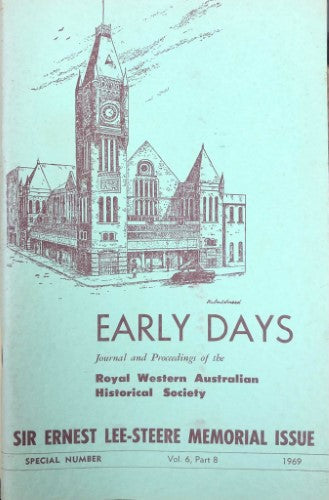 EARLY DAYS
Journal and Proceedings of the
Royal Western Australian
Historical Society
SIR ERNEST LEE-STEERE MEMORIAL ISSUE
SPECIAL NUMBER Vol. 6, Part 8 1969